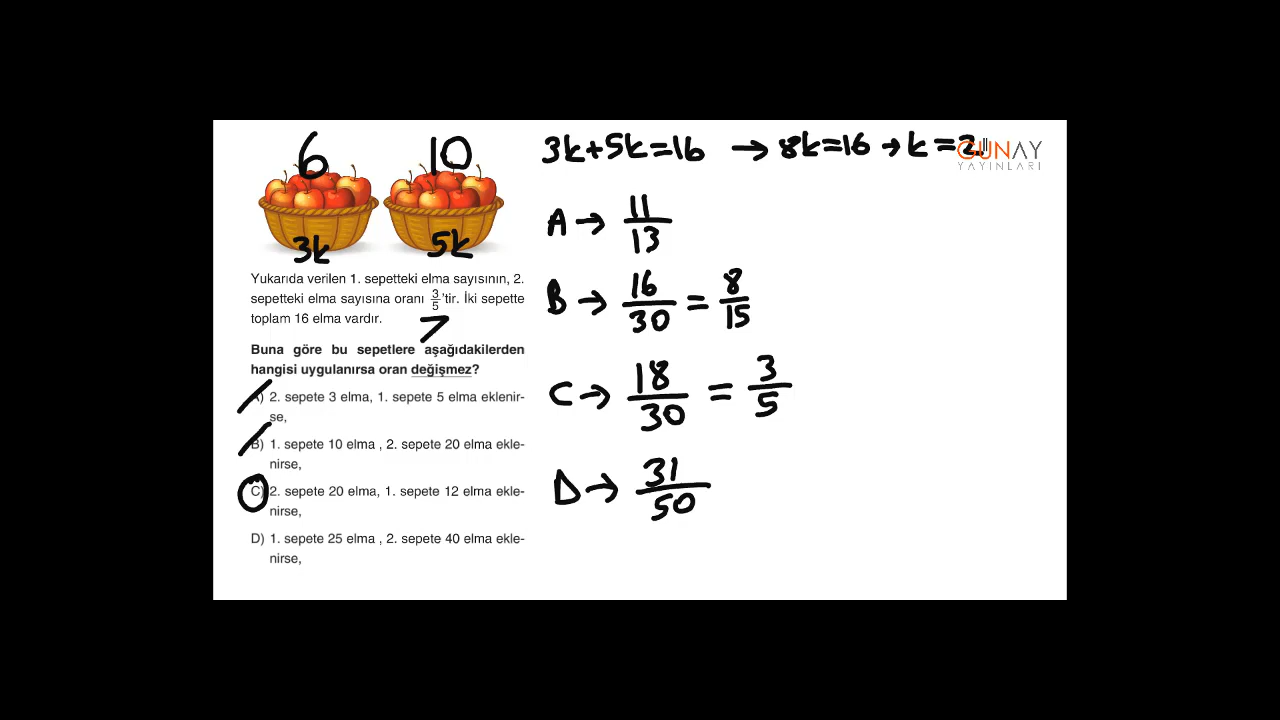 6 10
3k 5k
3k+5k=16 → 8k=16 → k=2
GÜNAY
YAYINLARI
Yukarıda verilen 1. sepetteki elma sayısının, 2.
sepetteki elma sayısına oranı 3/5'tir. İki sepette
toplam 16 elma vardır.
Buna göre bu sepetlere aşağıdakilerden
hangisi uygulanırsa oran değişmez?
A) 2. sepete 3 elma, 1. sepete 5 elma eklenir-
se,
B) 1. sepete 10 elma , 2. sepete 20 elma ekle-
nirse,
C) 2. sepete 20 elma, 1. sepete 12 elma ekle-
nirse,
D) 1. sepete 25 elma , 2. sepete 40 elma ekle-
nirse,
A → 11/13
B → 16/30 = 8/15
C → 18/30 = 3/5
D → 31/50